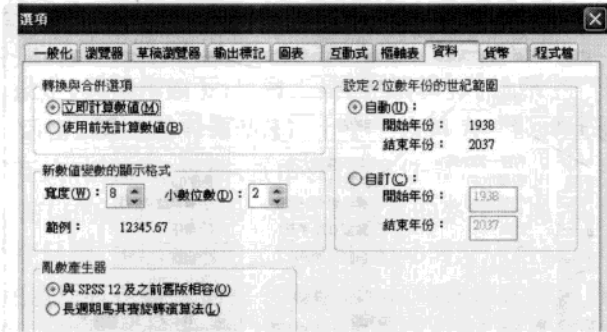 選項
一般化 瀏覽器 草稿瀏覽器 輸出標記 圖表 互動式 樞軸表 資料 貨幣 程式檔
轉換與合併選項
立即計算數值(M)
使用前先計算數值(B)
新數值變數的顯示格式
寬度(W)： 8 小數位數(D)： 2
範例： 12345.67
亂數產生器
與 SPSS 12 及之前舊版相容(O)
長週期馬其賽旋轉演算法(L)
設定 2 位數年份的世紀範圍
自動(U)：
開始年份： 1938
結束年份： 2037
自訂(C)：
開始年份： 1938
結束年份： 2037